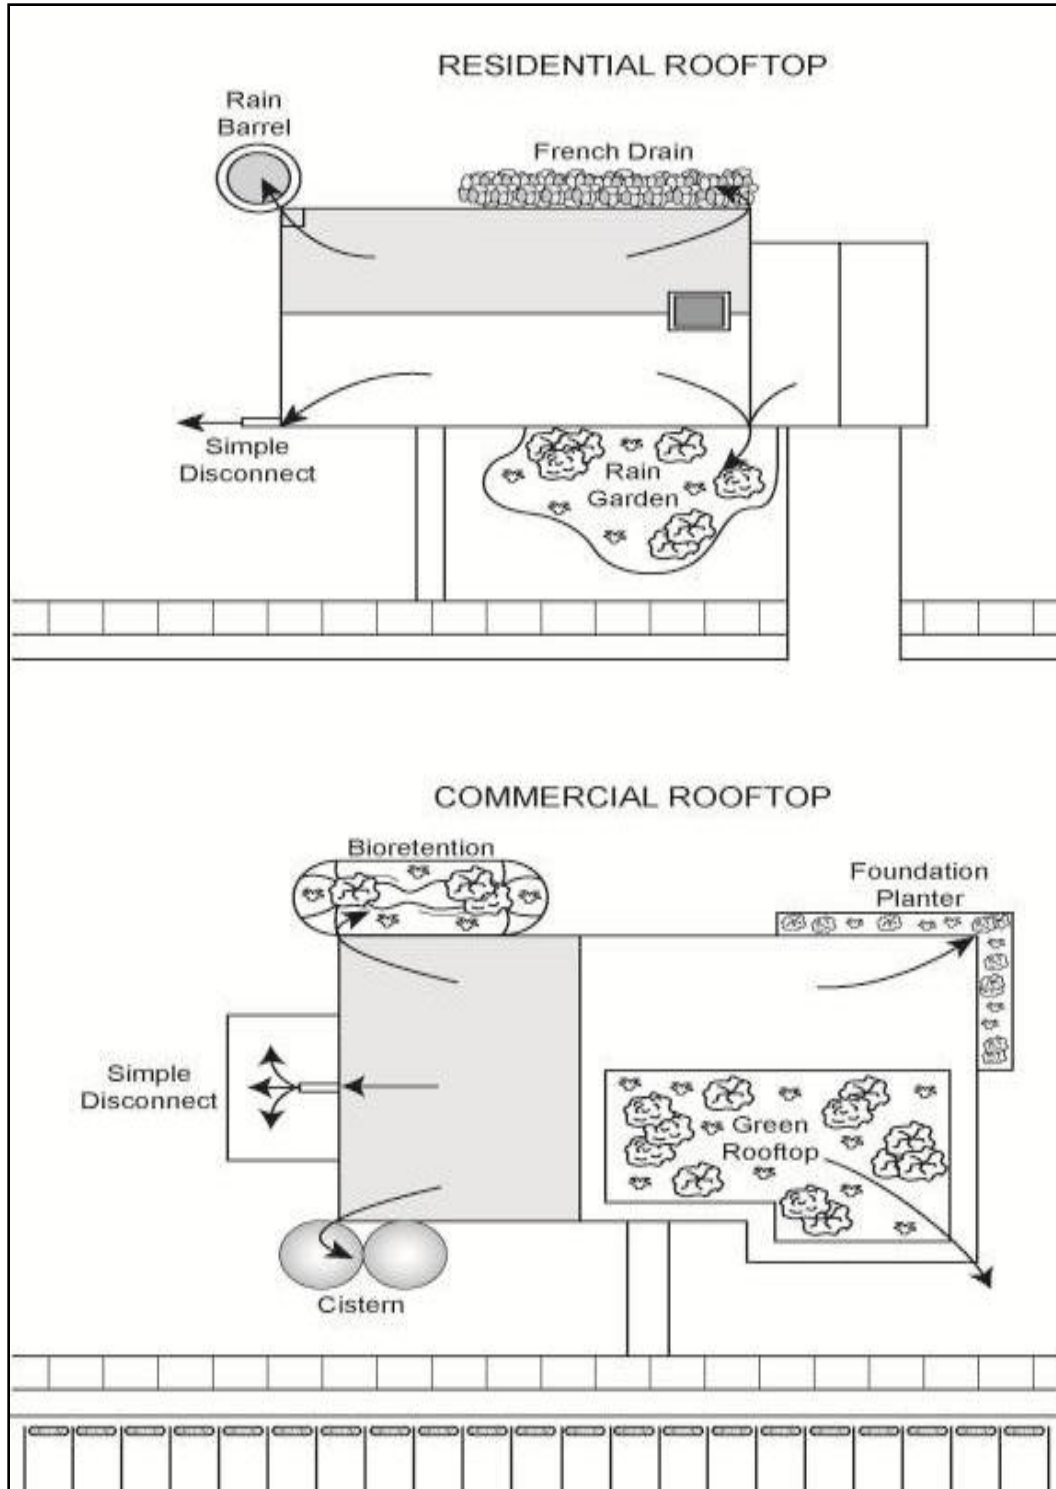 RESIDENTIAL ROOFTOP
Rain
Barrel
French Drain
Simple
Disconnect
Rain
Garden
COMMERCIAL ROOFTOP
Bioretention
Foundation
Planter
Simple
Disconnect
Green
Rooftop
Cistern